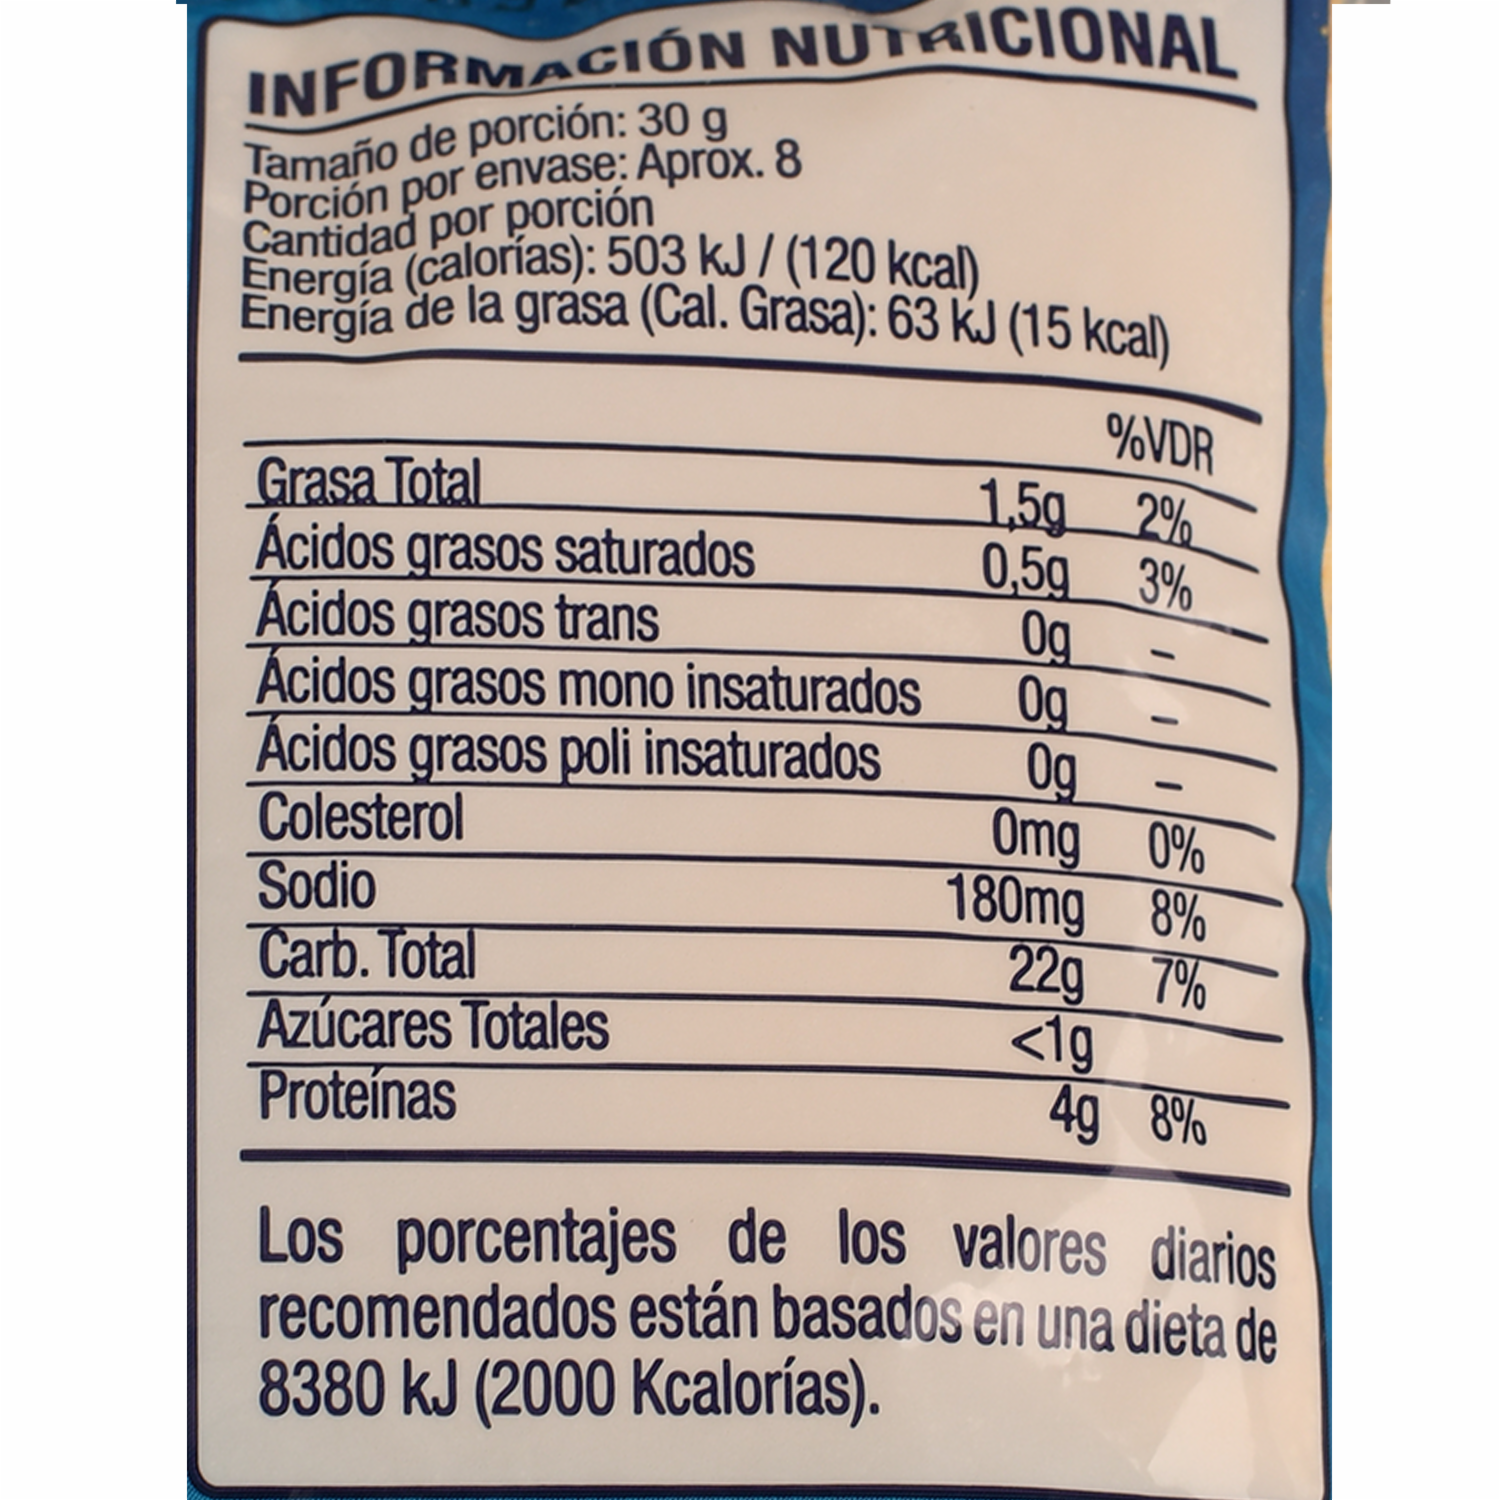 INFORMACIÓN NUTRICIONAL
Tamaño de porción: 30 g
Porción por envase: Aprox. 8
Cantidad por porción
Energía (calorías): 503 kJ / (120 kcal)
Energía de la grasa (Cal. Grasa): 63 kJ (15 kcal)
%VDR
Grasa Total 1,5g 2%
Ácidos grasos saturados 0,5g 3%
Ácidos grasos trans 0g –
Ácidos grasos mono insaturados 0g –
Ácidos grasos poli insaturados 0g –
Colesterol 0mg 0%
Sodio 180mg 8%
Carb. Total 22g 7%
Azúcares Totales <1g
Proteínas 4g 8%
Los porcentajes de los valores diarios
recomendados están basados en una dieta de
8380 kJ (2000 Kcalorías).